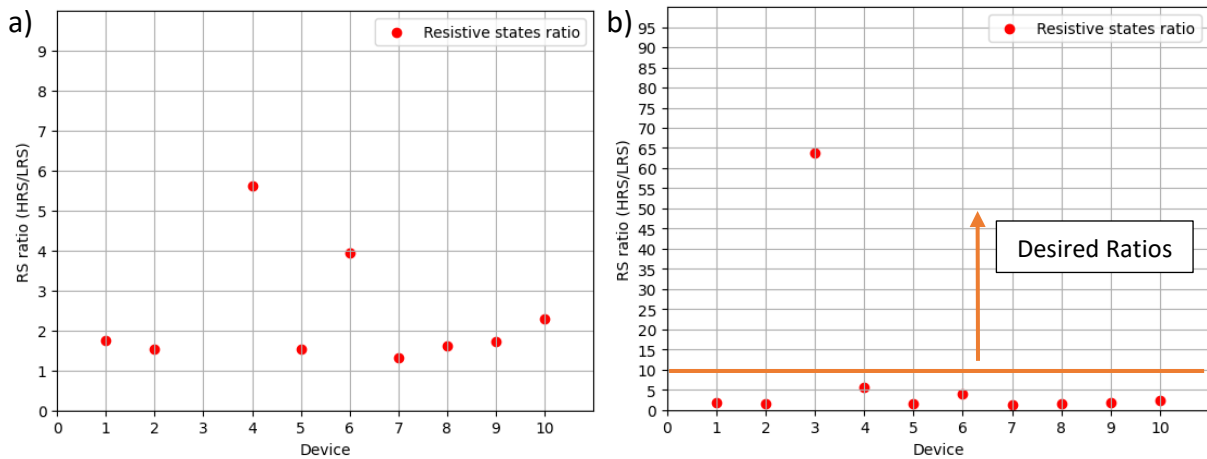 a)
Resistive states ratio
9
8
7
6
5
4
3
2
1
0
RS ratio (HRS/LRS)
0 1 2 3 4 5 6 7 8 9 10
Device
b)
Resistive states ratio
95
90
85
80
75
70
65
60
55
50
45
40
35
30
25
20
15
10
5
0
RS ratio (HRS/LRS)
Desired Ratios
0 1 2 3 4 5 6 7 8 9 10
Device